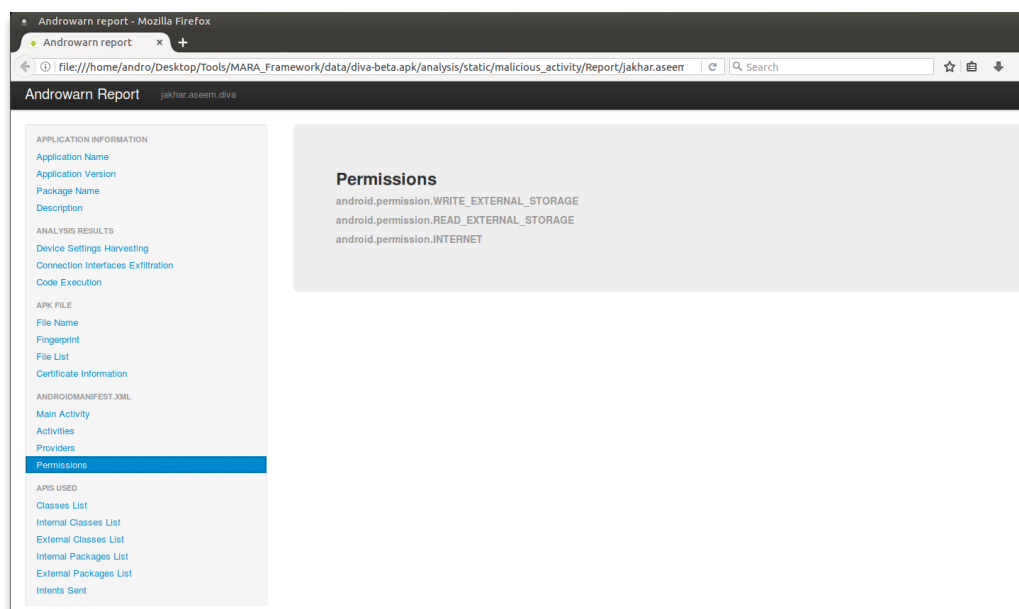 Androwarn report - Mozilla Firefox
Androwarn report × +
file:///home/andro/Desktop/Tools/MARA_Framework/data/diva-beta.apk/analysis/static/malicious_activity/Report/jakhar.aseem
Search
Androwarn Report jakhar.aseem.diva
APPLICATION INFORMATION
Application Name
Application Version
Package Name
Description
ANALYSIS RESULTS
Device Settings Harvesting
Connection Interfaces Exfiltration
Code Execution
APK FILE
File Name
Fingerprint
File List
Certificate Information
ANDROIDMANIFEST.XML
Main Activity
Activities
Providers
Permissions
APIS USED
Classes List
Internal Classes List
External Classes List
Internal Packages List
External Packages List
Intents Sent
Permissions
android.permission.WRITE_EXTERNAL_STORAGE
android.permission.READ_EXTERNAL_STORAGE
android.permission.INTERNET